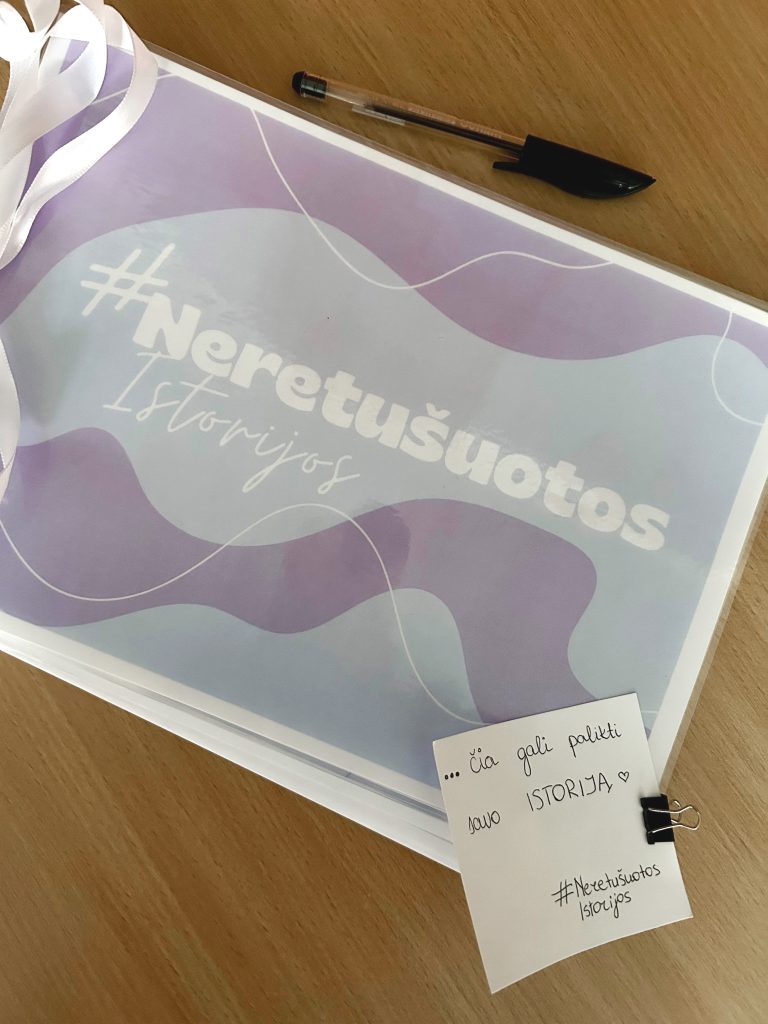 #Neretušuotos
Istorijos
... čia gali palikti
savo ISTORIJĄ ♡
#Neretušuotos
Istorijos